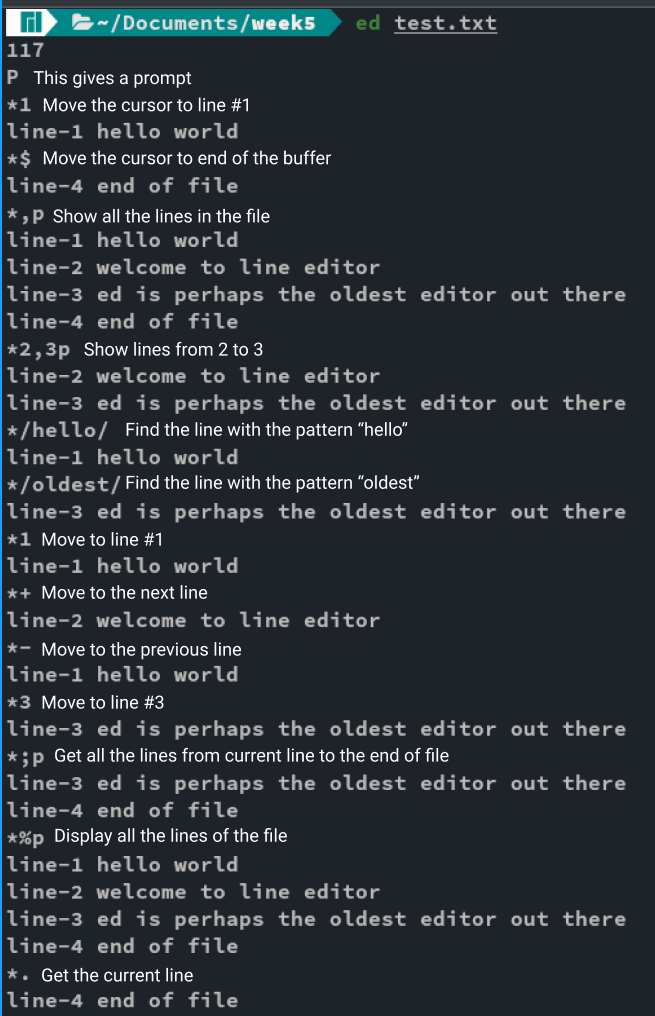 ~/Documents/week5 ed test.txt
117
P This gives a prompt
*1 Move the cursor to line #1
line-1 hello world
*$ Move the cursor to end of the buffer
line-4 end of file
*,p Show all the lines in the file
line-1 hello world
line-2 welcome to line editor
line-3 ed is perhaps the oldest editor out there
line-4 end of file
*2,3p Show lines from 2 to 3
line-2 welcome to line editor
line-3 ed is perhaps the oldest editor out there
*/hello/ Find the line with the pattern “hello”
line-1 hello world
*/oldest/ Find the line with the pattern “oldest”
line-3 ed is perhaps the oldest editor out there
*1 Move to line #1
line-1 hello world
*+ Move to the next line
line-2 welcome to line editor
*- Move to the previous line
line-1 hello world
*3 Move to line #3
line-3 ed is perhaps the oldest editor out there
*;p Get all the lines from current line to the end of file
line-3 ed is perhaps the oldest editor out there
line-4 end of file
*%p Display all the lines of the file
line-1 hello world
line-2 welcome to line editor
line-3 ed is perhaps the oldest editor out there
line-4 end of file
*. Get the current line
line-4 end of file